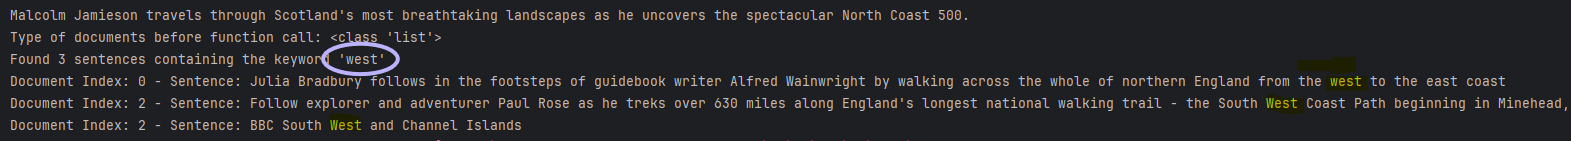 Malcolm Jamieson travels through Scotland's most breathtaking landscapes as he uncovers the spectacular North Coast 500.
Type of documents before function call: <class 'list'>
Found 3 sentences containing the keyword 'west'
Document Index: 0 - Sentence: Julia Bradbury follows in the footsteps of guidebook writer Alfred Wainwright by walking across the whole of northern England from the west to the east coast
Document Index: 2 - Sentence: Follow explorer and adventurer Paul Rose as he treks over 630 miles along England's longest national walking trail - the South West Coast Path beginning in Minehead,
Document Index: 2 - Sentence: BBC South West and Channel Islands